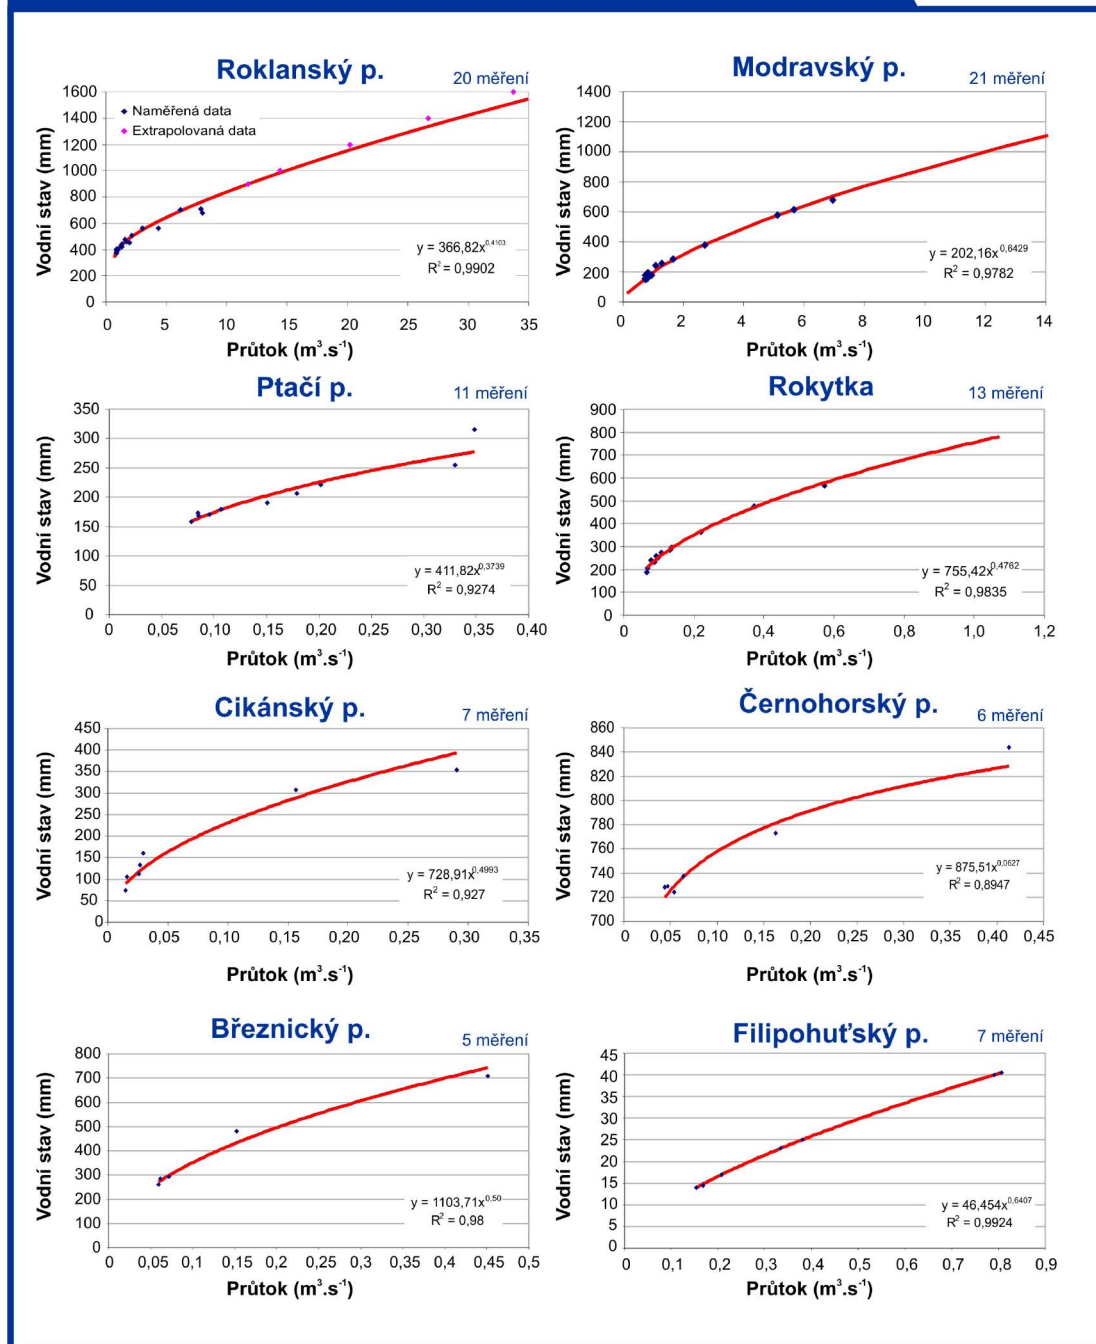 Roklanský p.
20 měření
Vodní stav (mm)
1600
1400
1200
1000
800
600
400
200
0
Naměřená data
Extrapolovaná data
y = 366,82x^0,4103
R² = 0,9902
0 5 10 15 20 25 30 35
Průtok (m³.s⁻¹)
Modravský p.
21 měření
Vodní stav (mm)
1400
1200
1000
800
600
400
200
0
y = 202,16x^0,6429
R² = 0,9782
0 2 4 6 8 10 12 14
Průtok (m³.s⁻¹)
Ptačí p.
11 měření
Vodní stav (mm)
350
300
250
200
150
100
50
0
y = 411,82x^0,3739
R² = 0,9274
0 0,05 0,10 0,15 0,20 0,25 0,30 0,35 0,40
Průtok (m³.s⁻¹)
Rokytka
13 měření
Vodní stav (mm)
900
800
700
600
500
400
300
200
100
0
y = 755,42x^0,4762
R² = 0,9835
0 0,2 0,4 0,6 0,8 1,0 1,2
Průtok (m³.s⁻¹)
Cikánský p.
7 měření
Vodní stav (mm)
450
400
350
300
250
200
150
100
50
0
y = 728,91x^0,4993
R² = 0,927
0 0,05 0,10 0,15 0,20 0,25 0,30 0,35
Průtok (m³.s⁻¹)
Černohorský p.
6 měření
Vodní stav (mm)
860
840
820
800
780
760
740
720
700
y = 875,51x^0,0627
R² = 0,8947
0 0,05 0,10 0,15 0,20 0,25 0,30 0,35 0,40 0,45
Průtok (m³.s⁻¹)
Březnický p.
5 měření
Vodní stav (mm)
800
700
600
500
400
300
200
100
0
y = 1103,71x^0,50
R² = 0,98
0 0,05 0,1 0,15 0,2 0,25 0,3 0,35 0,4 0,45 0,5
Průtok (m³.s⁻¹)
Filipohuťský p.
7 měření
Vodní stav (mm)
45
40
35
30
25
20
15
10
5
0
y = 46,454x^0,6407
R² = 0,9924
0 0,1 0,2 0,3 0,4 0,5 0,6 0,7 0,8 0,9
Průtok (m³.s⁻¹)